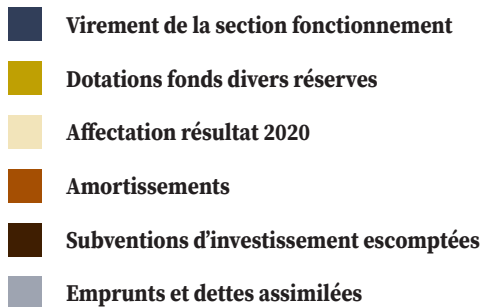 Virement de la section fonctionnement
Dotations fonds divers réserves
Affectation résultat 2020
Amortissements
Subventions d’investissement escomptées
Emprunts et dettes assimilées